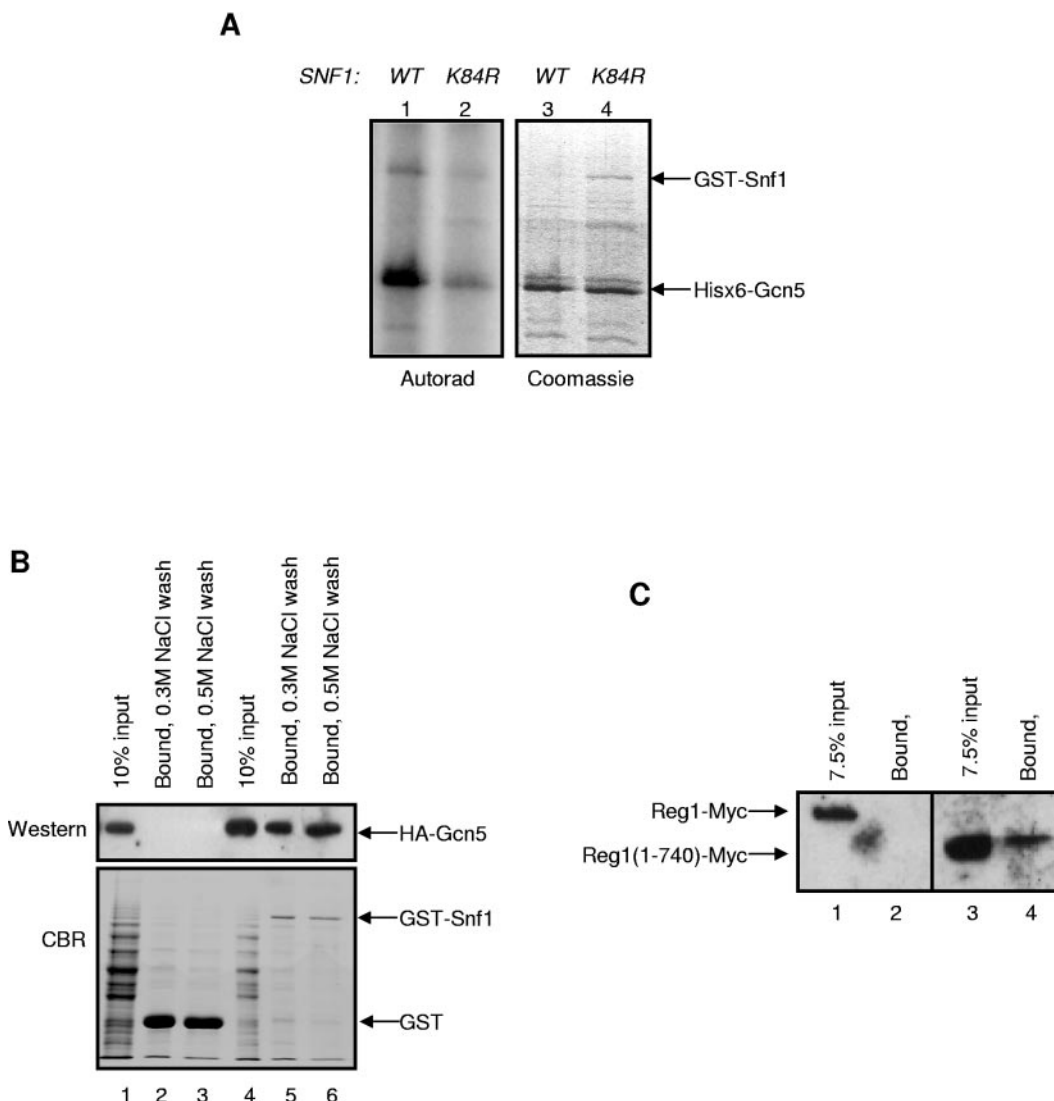 A
SNF1: WT K84R WT K84R
1 2 3 4
GST-Snf1
Hisx6-Gcn5
Autorad Coomassie
B
10% input
Bound, 0.3M NaCl wash
Bound, 0.5M NaCl wash
10% input
Bound, 0.3M NaCl wash
Bound, 0.5M NaCl wash
Western
HA-Gcn5
GST-Snf1
CBR
GST
1 2 3 4 5 6
C
7.5% input
Bound,
7.5% input
Bound,
Reg1-Myc
Reg1(1-740)-Myc
1 2 3 4